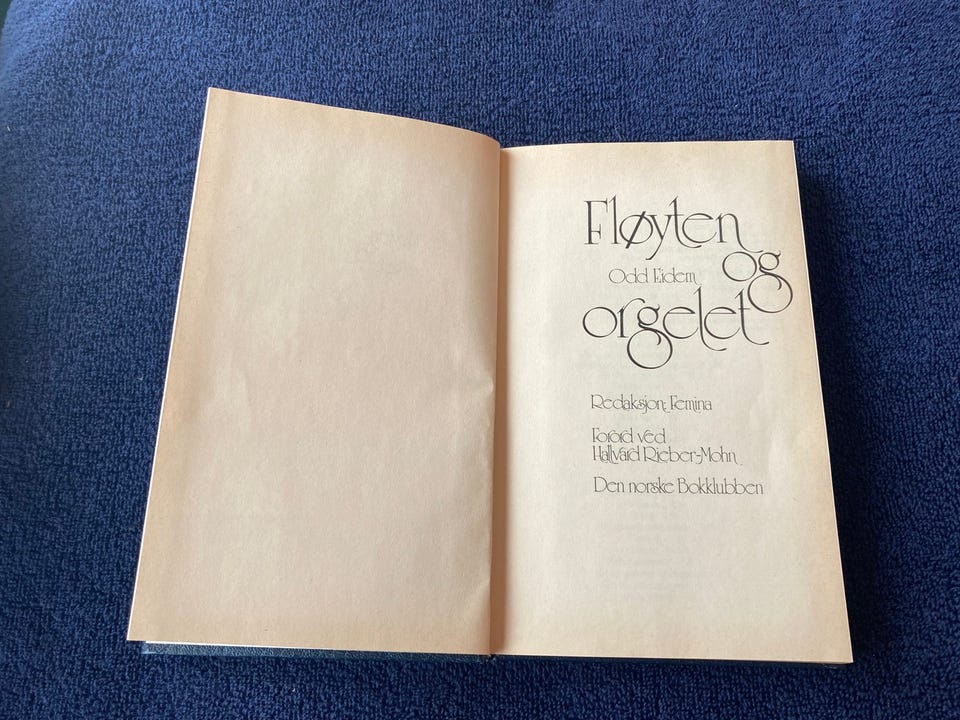 Fløyten
og
Odd Eidem
orgelet
Redaksjon: Femina
Forord ved
Hallvard Rieber-Mohn
Den norske Bokklubben